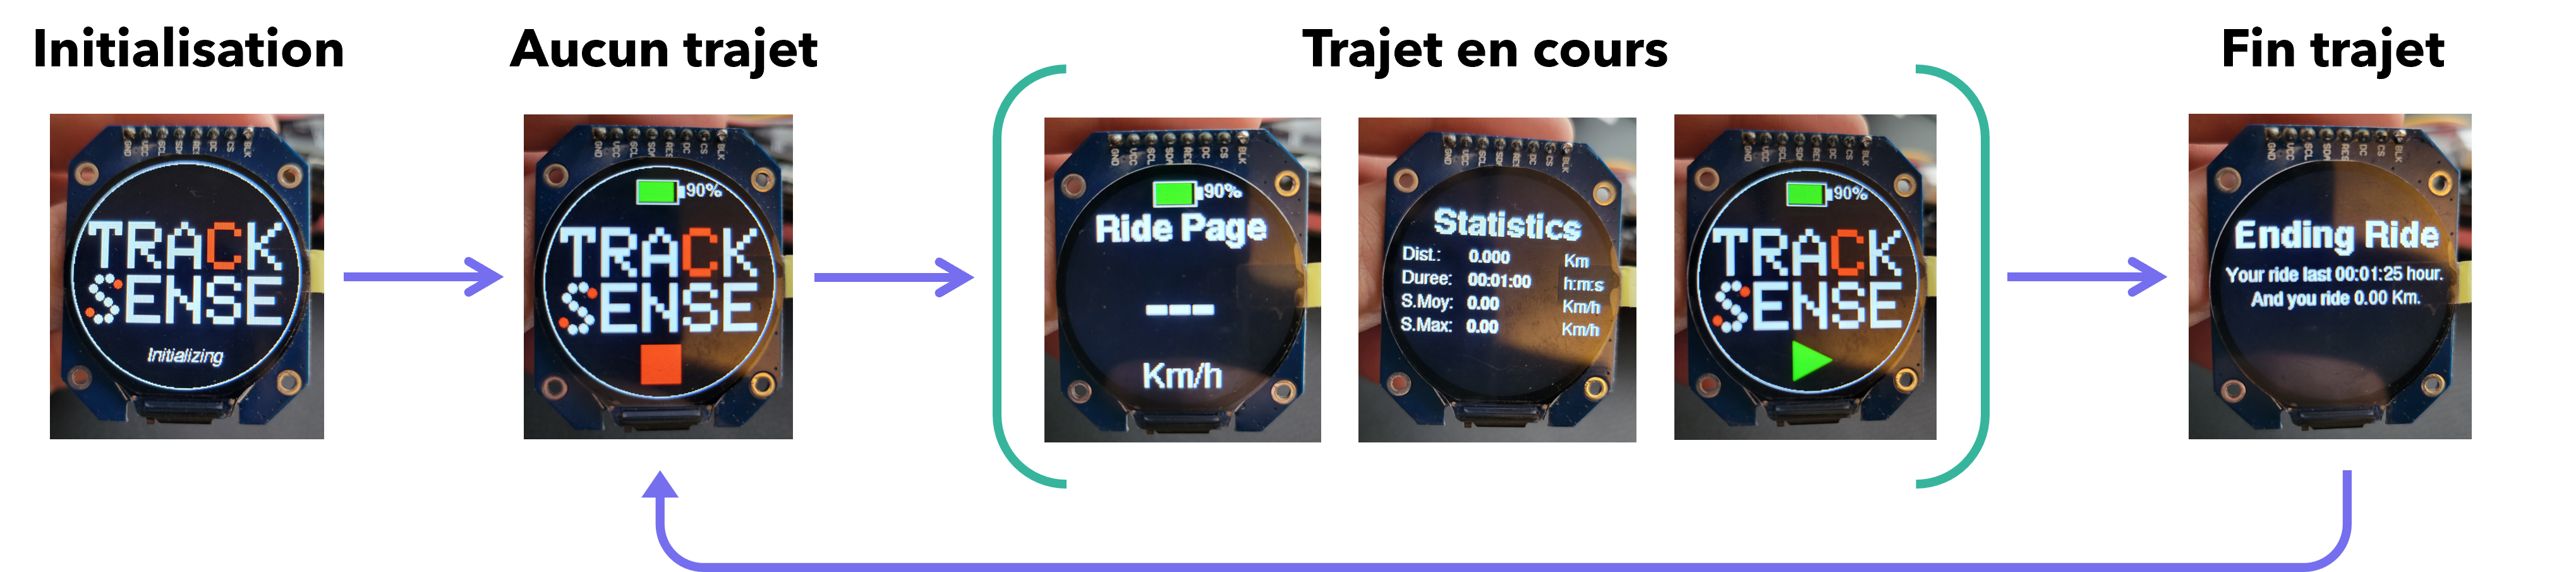 Initialisation
Aucun trajet
Trajet en cours
Fin trajet
GND VCC SCL SDA RES DC CS BLK
TRACK
SENSE
Initializing
GND VCC SCL SDA RES DC CS BLK
90%
TRACK
SENSE
GND VCC SCL SDA RES DC CS BLK
90%
Ride Page
---
Km/h
GND VCC SCL SDA RES DC CS BLK
Statistics
Dist.: 0.000 Km
Duree: 00:01:00 h:m:s
S.Moy: 0.00 Km/h
S.Max: 0.00 Km/h
GND VCC SCL SDA RES DC CS BLK
90%
TRACK
SENSE
GND VCC SCL SDA RES DC CS BLK
Ending Ride
Your ride last 00:01:25 hour.
And you ride 0.00 Km.